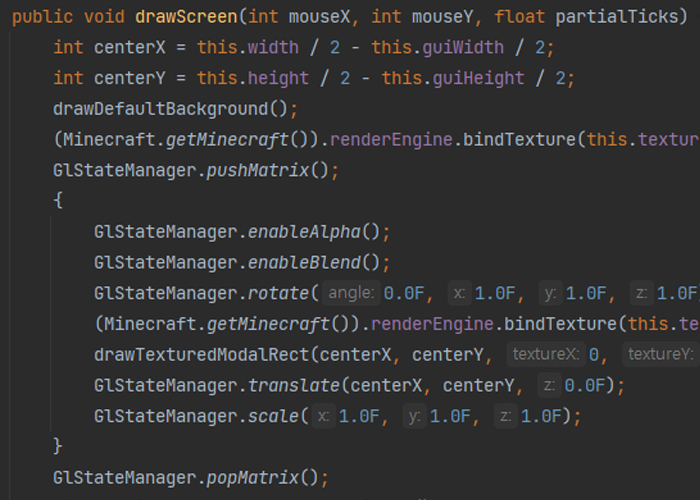 public void drawScreen(int mouseX, int mouseY, float partialTicks)
int centerX = this.width / 2 - this.guiWidth / 2;
int centerY = this.height / 2 - this.guiHeight / 2;
drawDefaultBackground();
(Minecraft.getMinecraft()).renderEngine.bindTexture(this.textur
GlStateManager.pushMatrix();
{
GlStateManager.enableAlpha();
GlStateManager.enableBlend();
GlStateManager.rotate( angle: 0.0F, x: 1.0F, y: 1.0F, z: 1.0F
(Minecraft.getMinecraft()).renderEngine.bindTexture(this.te
drawTexturedModalRect(centerX, centerY, textureX: 0, textureY:
GlStateManager.translate(centerX, centerY, z: 0.0F);
GlStateManager.scale( x: 1.0F, y: 1.0F, z: 1.0F);
}
GlStateManager.popMatrix();